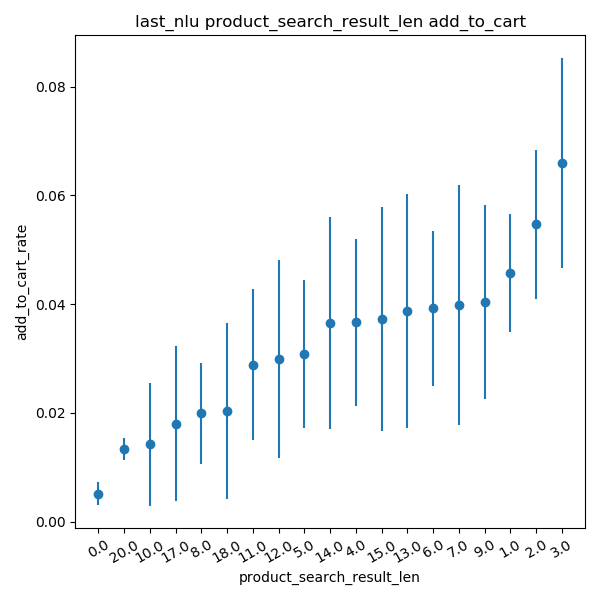 last_nlu product_search_result_len add_to_cart
add_to_cart_rate
0.08
0.06
0.04
0.02
0.00
0.0 20.0 10.0 17.0 8.0 18.0 11.0 12.0 5.0 14.0 4.0 15.0 13.0 6.0 7.0 9.0 1.0 2.0 3.0
product_search_result_len